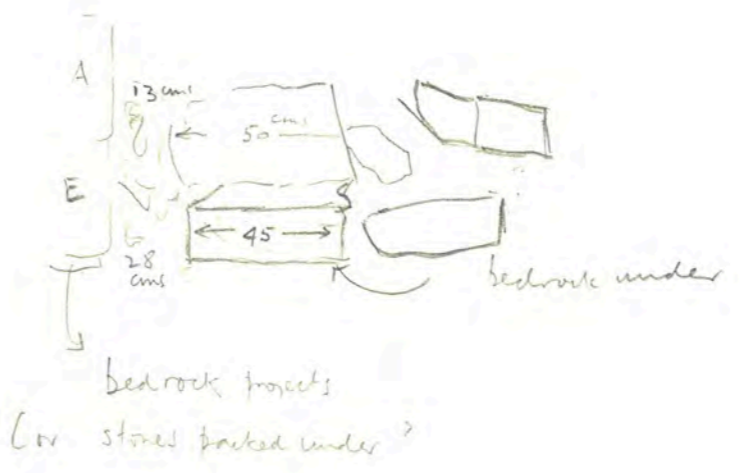 A
13 cms
50 cms
E
45
28
cms
bedrock under
bedrock projects
(or stones packed under ?